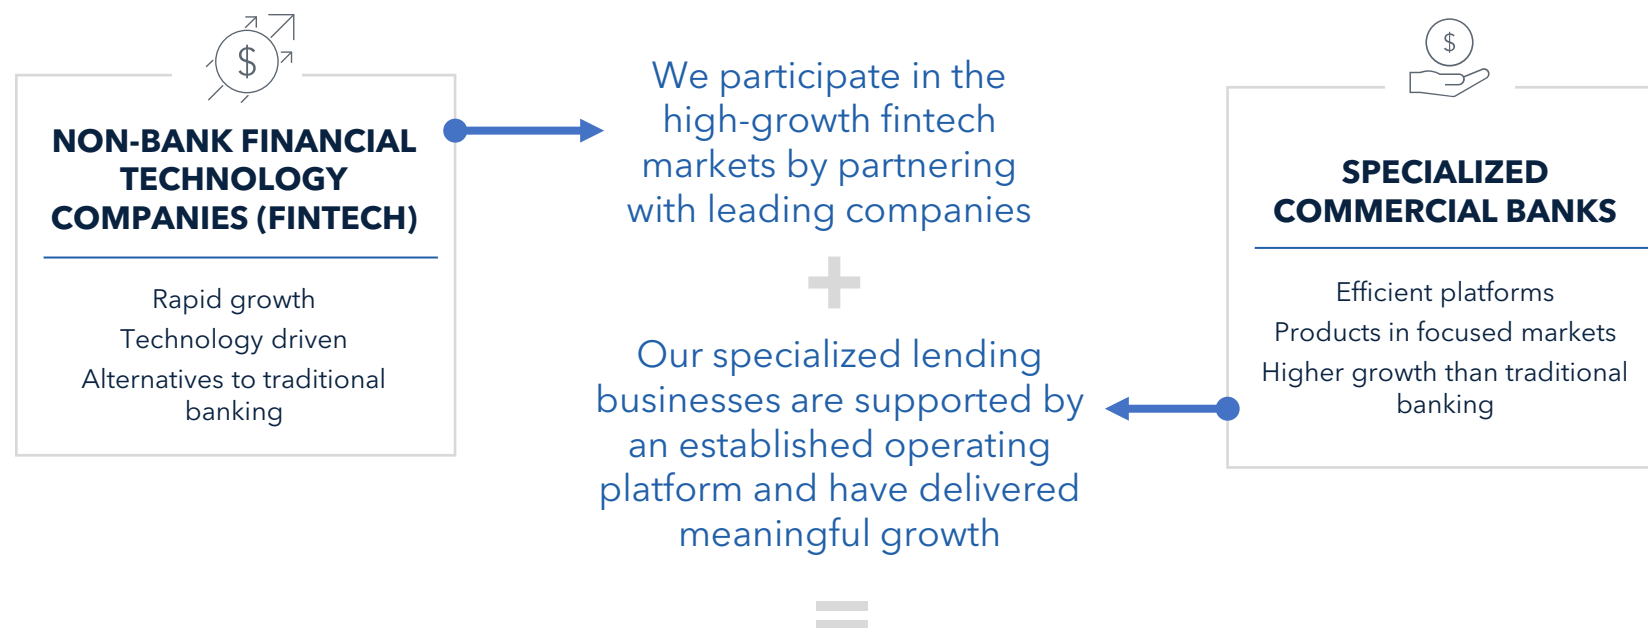 $
NON-BANK FINANCIAL
TECHNOLOGY
COMPANIES (FINTECH)
Rapid growth
Technology driven
Alternatives to traditional
banking
We participate in the
high-growth fintech
markets by partnering
with leading companies
+
Our specialized lending
businesses are supported by
an established operating
platform and have delivered
meaningful growth
=
$
SPECIALIZED
COMMERCIAL BANKS
Efficient platforms
Products in focused markets
Higher growth than traditional
banking